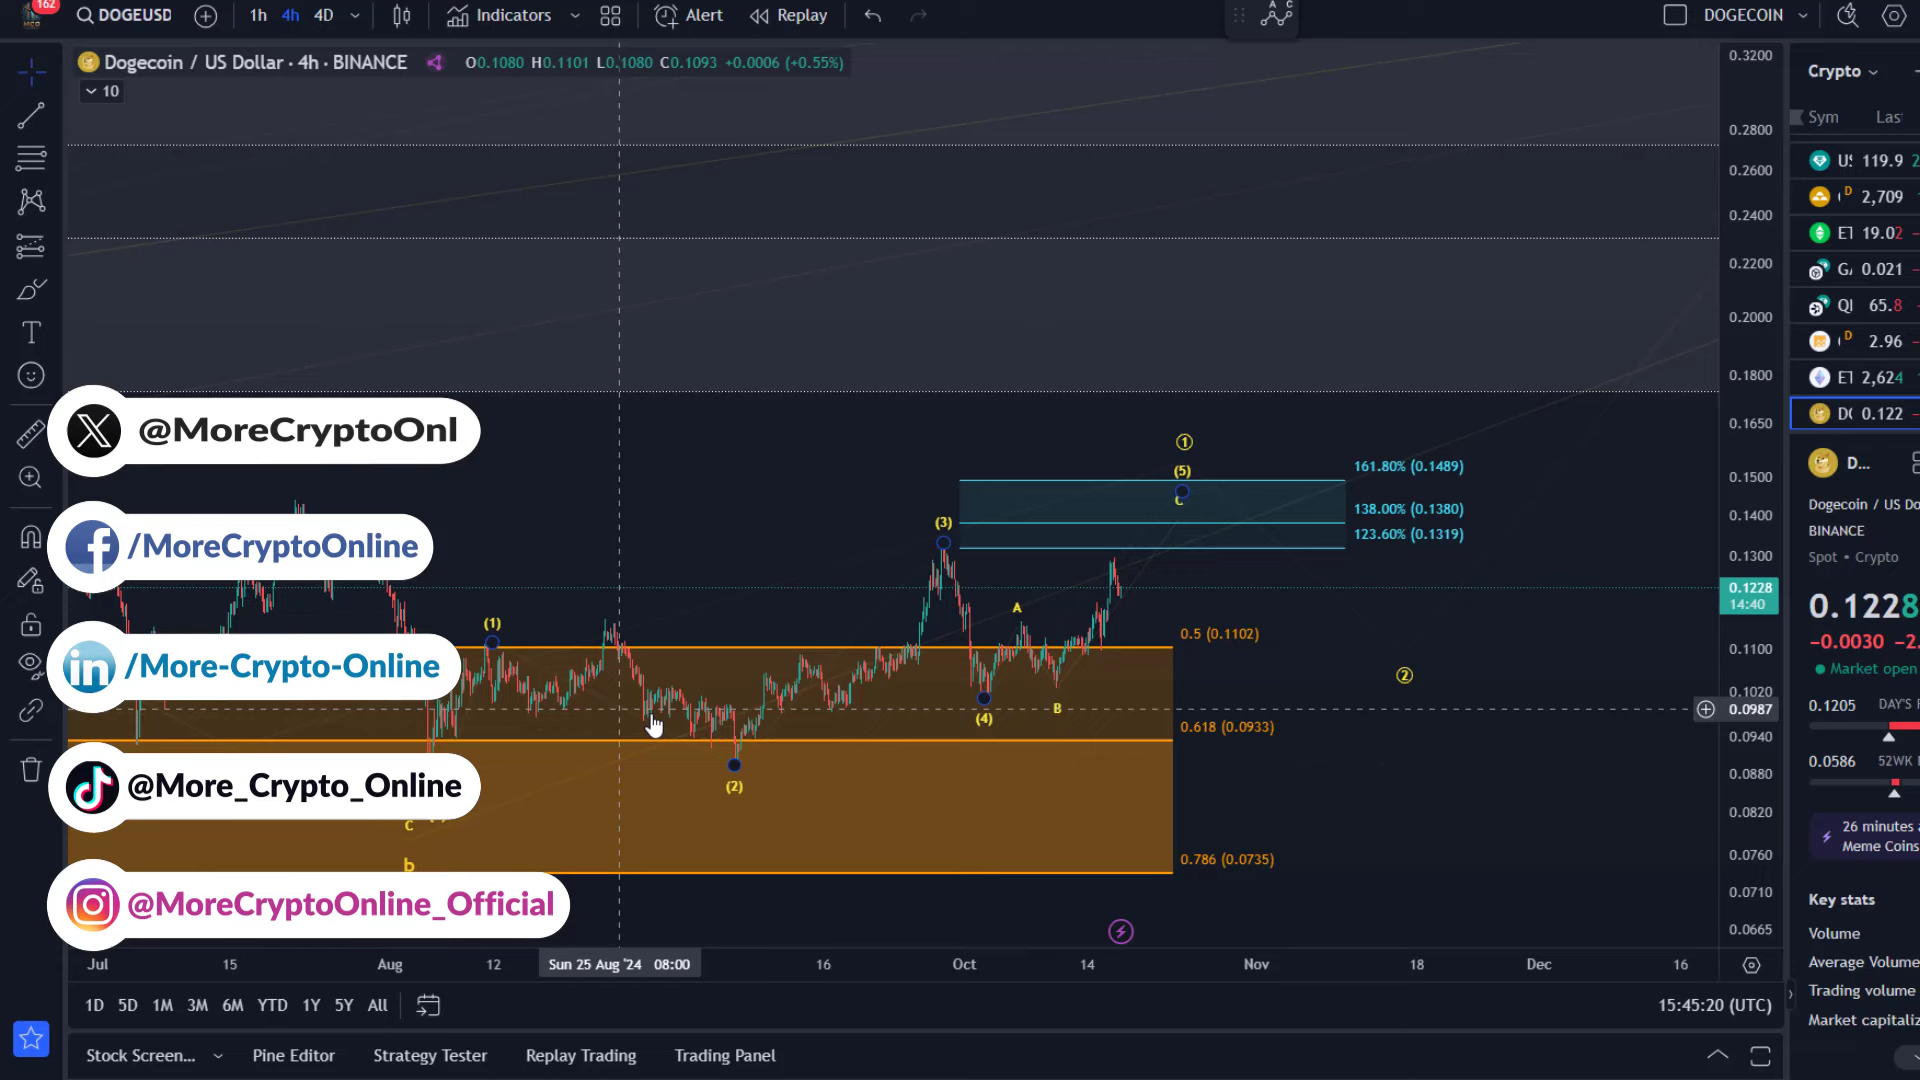 162
DOGEUSD
1h 4h 4D
Indicators
Alert
Replay
A C
DOGECOIN
Dogecoin / US Dollar · 4h · BINANCE
O0.1080 H0.1101 L0.1080 C0.1093 +0.0006 (+0.55%)
10
0.3200
0.2800
0.2600
0.2400
0.2200
0.2000
0.1800
0.1650
0.1500
0.1400
0.1300
0.1228
14:40
0.1100
0.1020
0.0987
0.0940
0.0880
0.0820
0.0760
0.0710
0.0665
①
(5)
C
161.80% (0.1489)
138.00% (0.1380)
123.60% (0.1319)
(3)
A
(1)
0.5 (0.1102)
②
B
(4)
0.618 (0.0933)
(2)
c
b
0.786 (0.0735)
@MoreCryptoOnl
/MoreCryptoOnline
/More-Crypto-Online
@More_Crypto_Online
@MoreCryptoOnline_Official
Jul 15 Aug 12 Sun 25 Aug '24 08:00 16 Oct 14 Nov 18 Dec 16
1D 5D 1M 3M 6M YTD 1Y 5Y All
15:45:20 (UTC)
Stock Screen... Pine Editor Strategy Tester Replay Trading Trading Panel
Crypto
Sym Las
119.9 2
D 2,709
19.02
0.021
65.8
D 2.96
2,624
0.122
D...
Dogecoin / US Do
BINANCE
Spot • Crypto
0.1228
-0.0030 -2.
Market open
0.1205 DAY'S
0.0586 52WK
26 minutes a
Meme Coins
Key stats
Volume
Average Volume
Trading volume
Market capitaliz